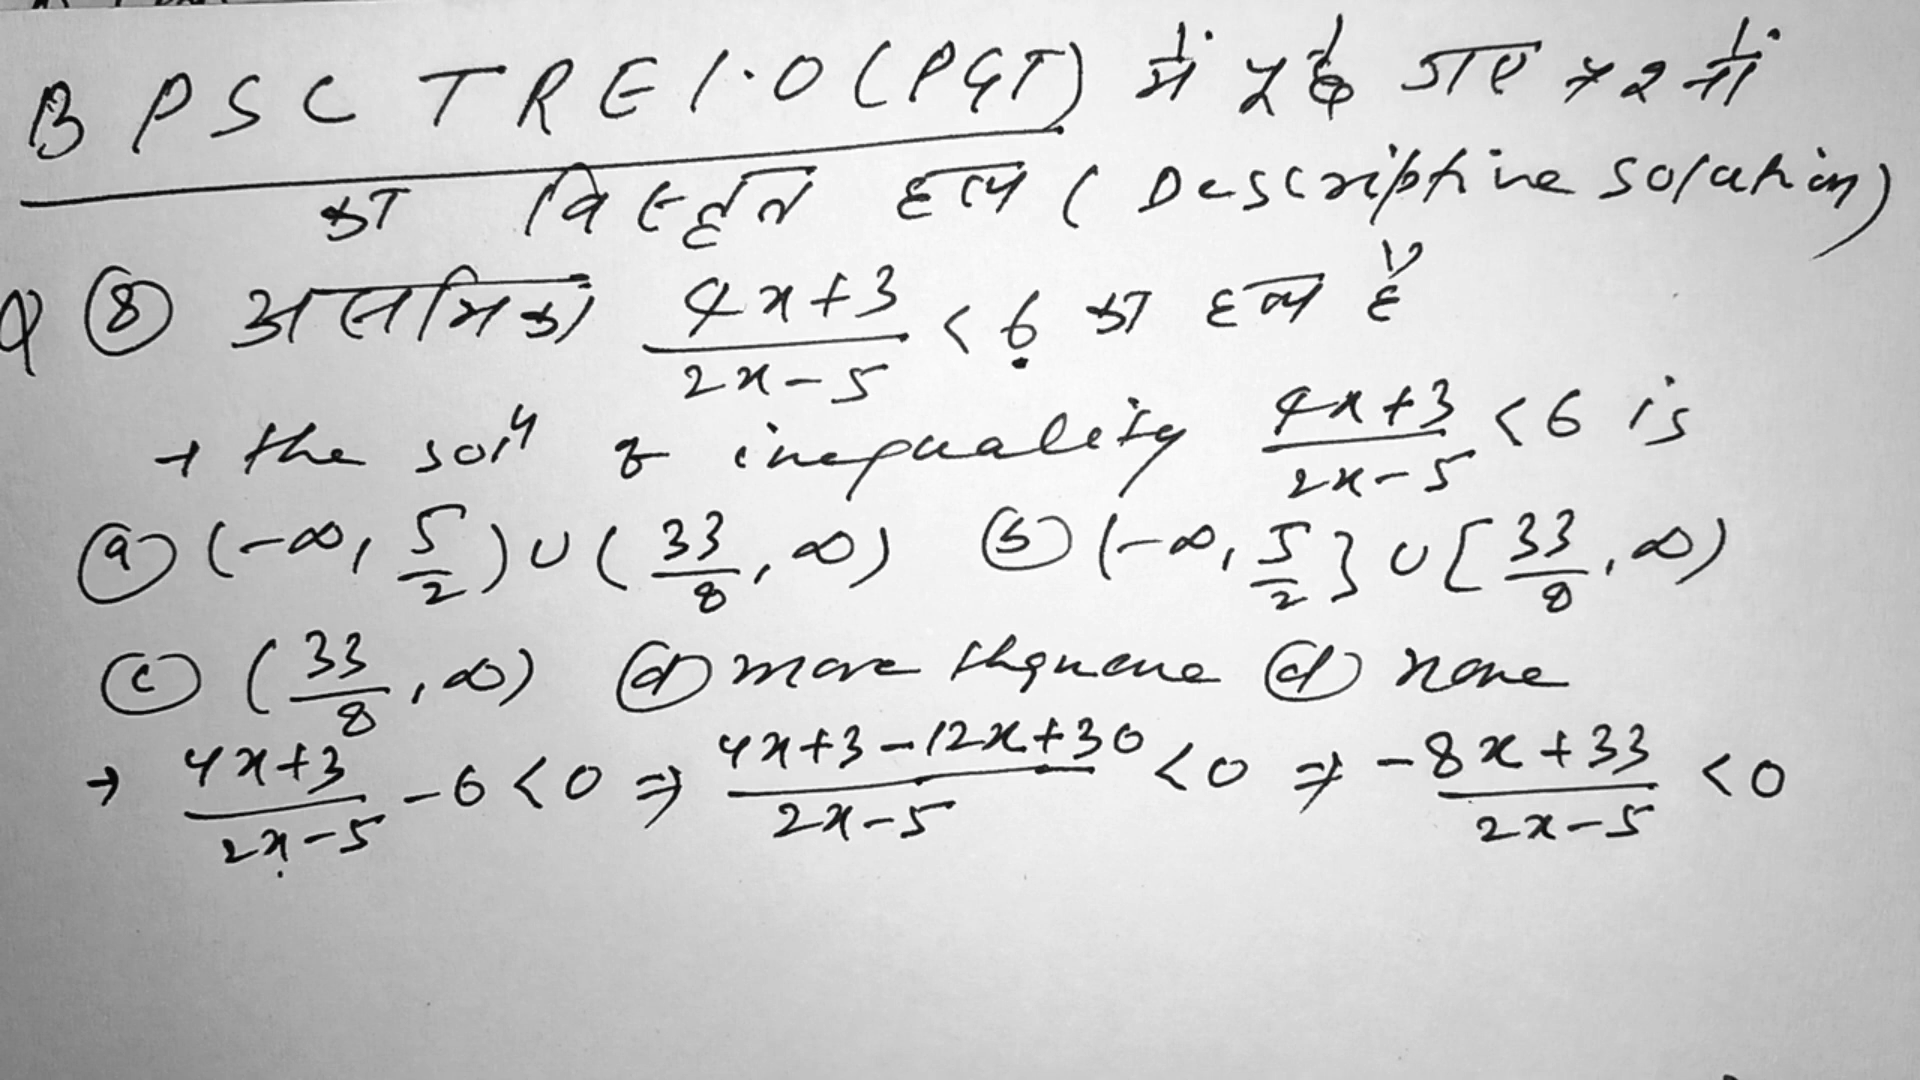 BPSC TRE 1.0 (PGT) में पूछे गए प्रश्नों
का विस्तृत हल (Descriptive solution)
Q (8) असमिका (4x+3)/(2x-5) < 6 का हल है
→ the solⁿ of inequality (4x+3)/(2x-5) < 6 is
(a) (-∞, 5/2) ∪ (33/8, ∞) (b) (-∞, 5/2] ∪ [33/8, ∞)
(c) (33/8, ∞) (d) more than one (d) none
→ (4x+3)/(2x-5) - 6 < 0 ⇒ (4x+3-12x+30)/(2x-5) < 0 ⇒ (-8x+33)/(2x-5) < 0